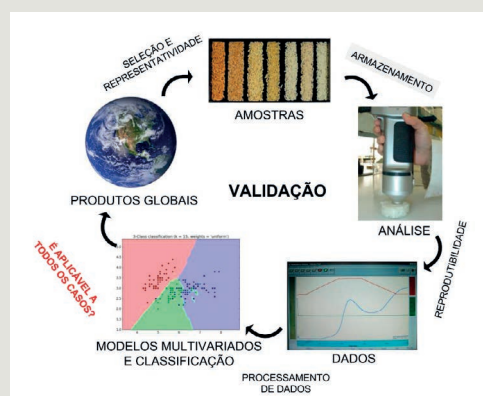 SELEÇÃO E
REPRESENTATIVIDADE
AMOSTRAS
ARMAZENAMENTO
ANÁLISE
REPRODUTIBILIDADE
DADOS
PROCESSAMENTO
DE DADOS
MODELOS MULTIVARIADOS
E CLASSIFICAÇÃO
É APLICÁVEL A
TODOS OS CASOS?
PRODUTOS GLOBAIS
VALIDAÇÃO